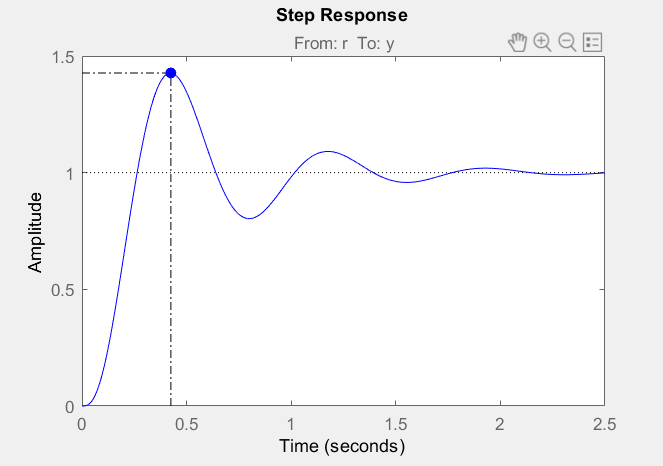 Step Response
From: r To: y
1.5
1
0.5
0
Amplitude
0
0.5
1
1.5
2
2.5
Time (seconds)